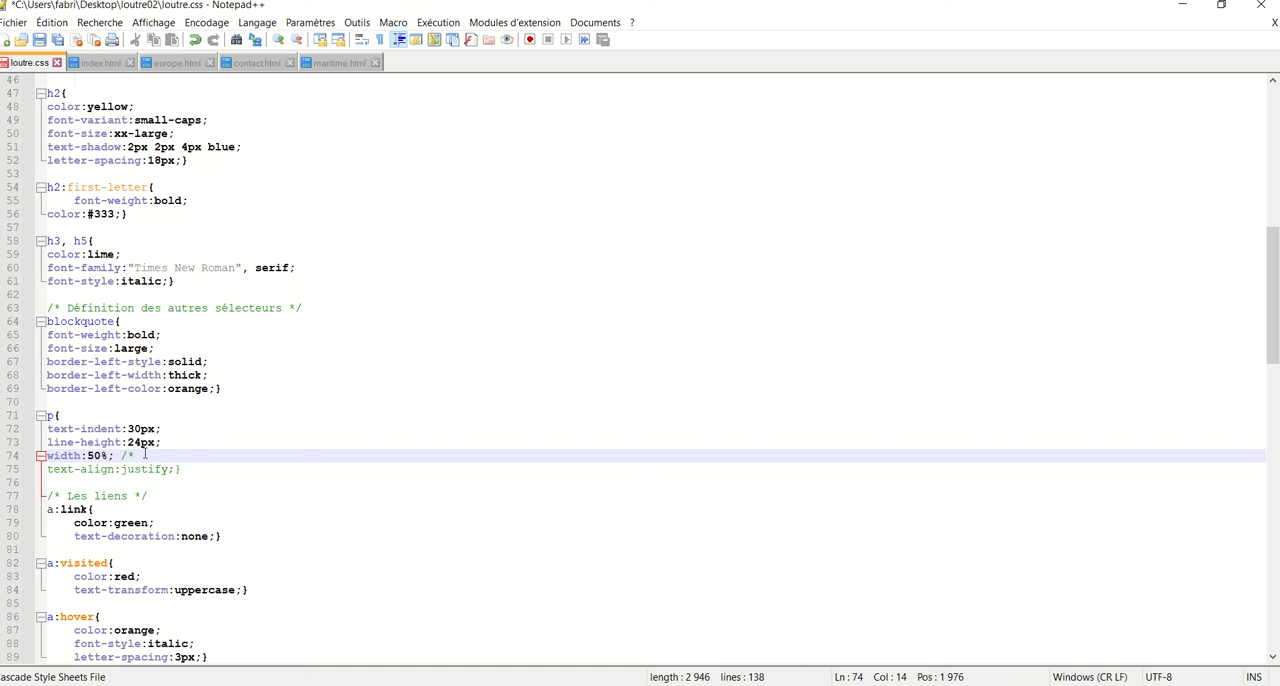 *C:\Users\fabri\Desktop\loutre02\loutre.css - Notepad++
ichier Édition Recherche Affichage Encodage Langage Paramètres Outils Macro Exécution Modules d'extension Documents ? X
loutre.css index.html europe.html contact.html maritime.html
46
47 h2{
48 color:yellow;
49 font-variant:small-caps;
50 font-size:xx-large;
51 text-shadow:2px 2px 4px blue;
52 letter-spacing:18px;}
53
54 h2:first-letter{
55 font-weight:bold;
56 color:#333;}
57
58 h3, h5{
59 color:lime;
60 font-family:"Times New Roman", serif;
61 font-style:italic;}
62
63 /* Définition des autres sélecteurs */
64 blockquote{
65 font-weight:bold;
66 font-size:large;
67 border-left-style:solid;
68 border-left-width:thick;
69 border-left-color:orange;}
70
71 p{
72 text-indent:30px;
73 line-height:24px;
74 width:50%; /*
75 text-align:justify;}
76
77 /* Les liens */
78 a:link{
79 color:green;
80 text-decoration:none;}
81
82 a:visited{
83 color:red;
84 text-transform:uppercase;}
85
86 a:hover{
87 color:orange;
88 font-style:italic;
89 letter-spacing:3px;}
ascade Style Sheets File length : 2 946 lines : 138 Ln : 74 Col : 14 Pos : 1 976 Windows (CR LF) UTF-8 INS